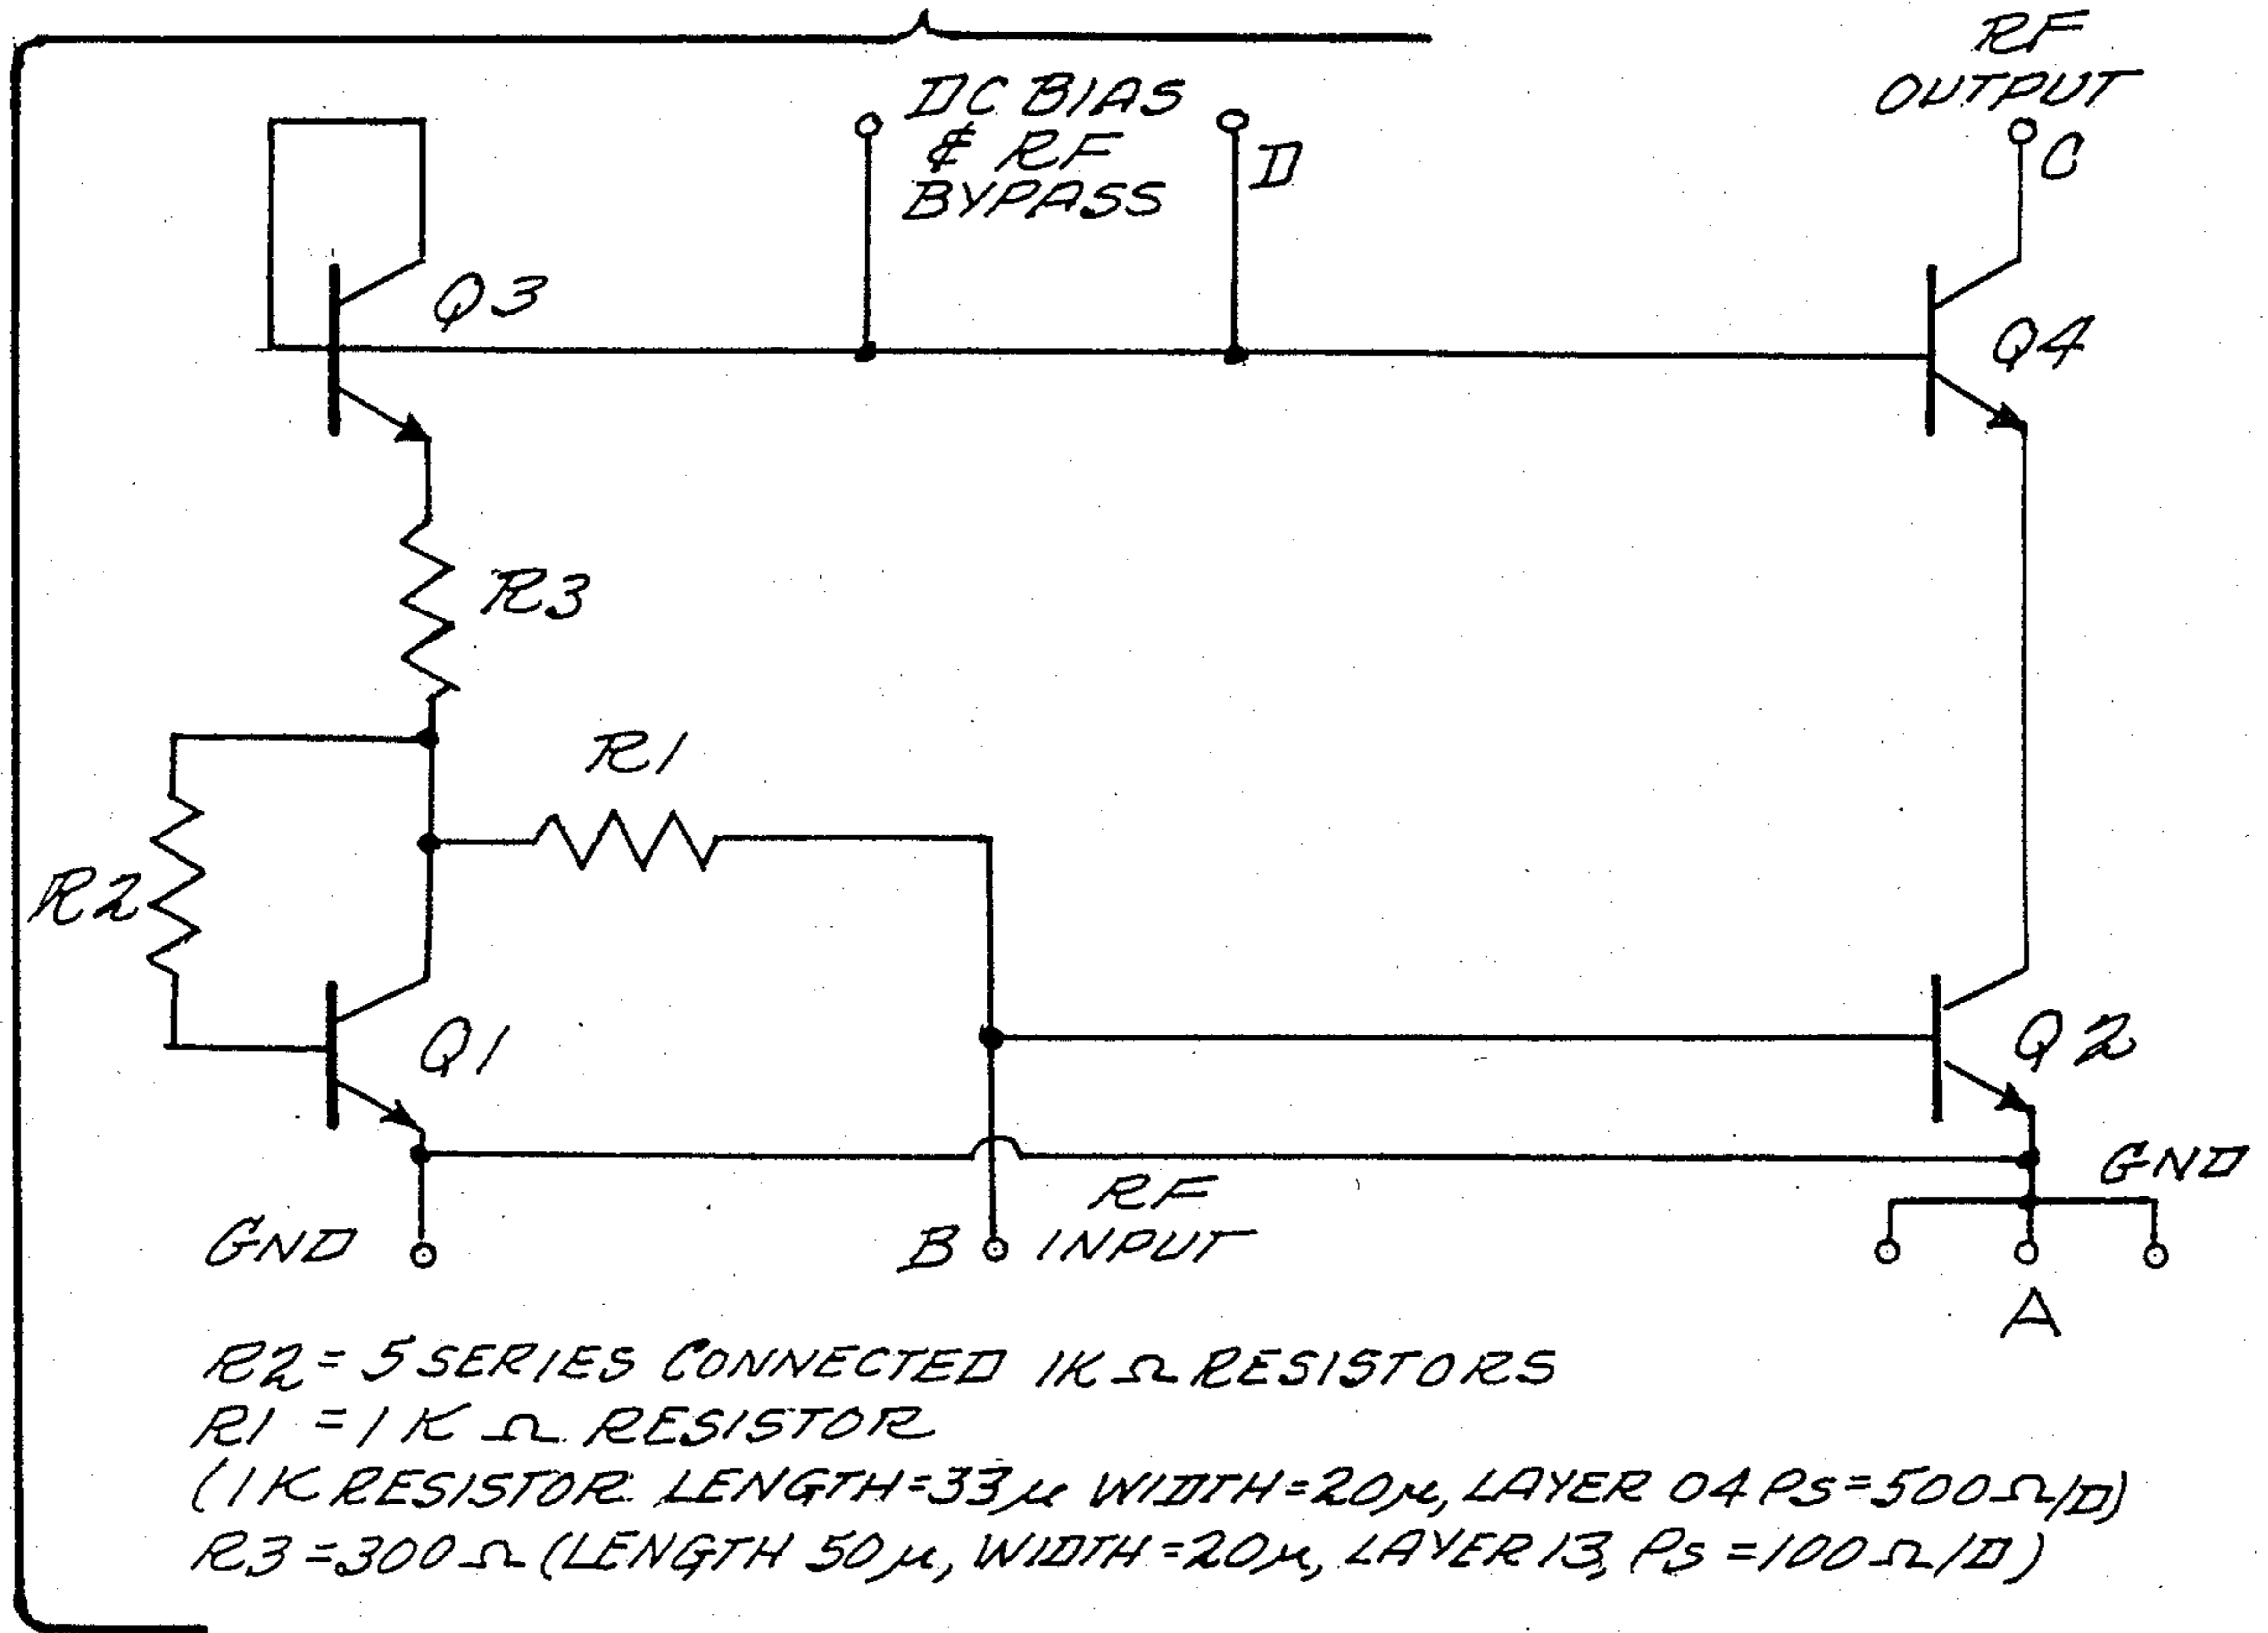 RF
OUTPUT
C
DC BIAS
& RF
BYPASS
D
Q3
Q4
R3
R1
R2
Q1
Q2
GND
B
RF
INPUT
GND
A
R2 = 5 SERIES CONNECTED 1K Ω RESISTORS
R1 = 1 K Ω RESISTOR
(1K RESISTOR LENGTH=33μ WIDTH=20μ, LAYER 04 PS=500Ω/D)
R3=300Ω (LENGTH 50μ, WIDTH=20μ, LAYER 13, PS=100Ω/D)